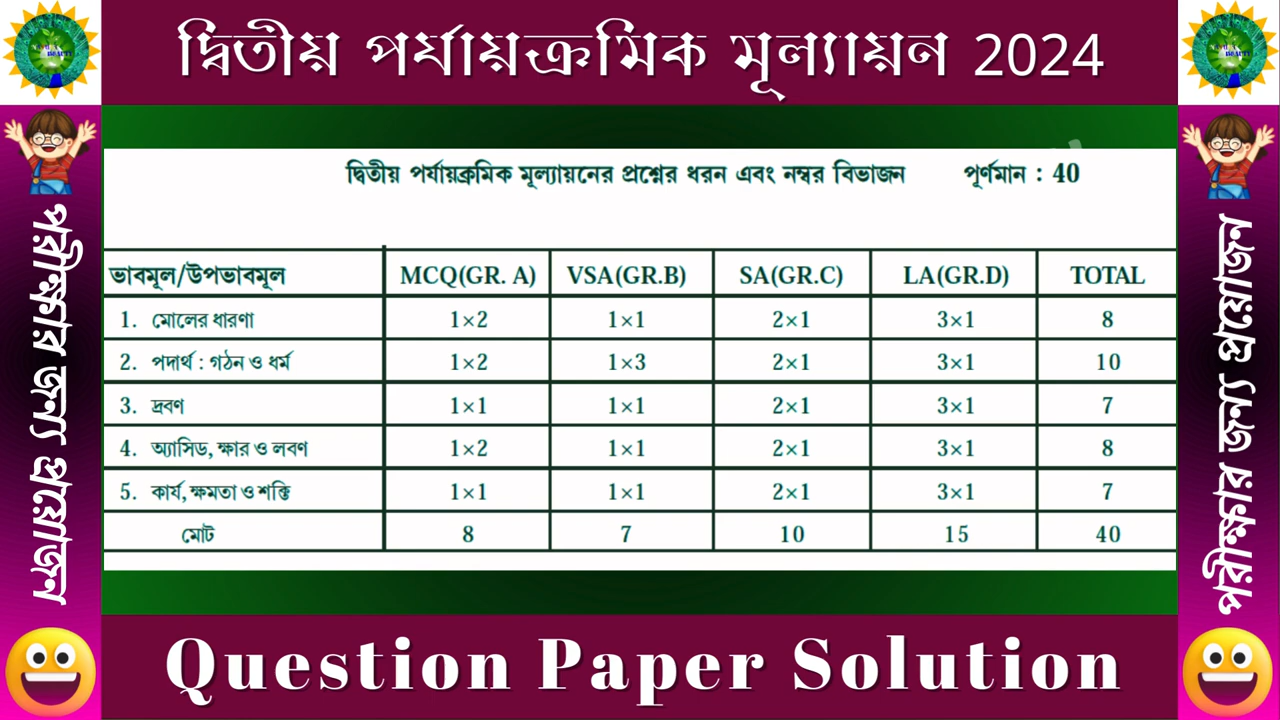 দ্বিতীয় পর্যায়ক্রমিক মূল্যায়ন 2024
দ্বিতীয় পর্যায়ক্রমিক মূল্যায়নের প্রশ্নের ধরন এবং নম্বর বিভাজন পূর্ণমান : 40
ভাবমূল/উপভাবমূল MCQ(GR. A) VSA(GR.B) SA(GR.C) LA(GR.D) TOTAL
1. মোলের ধারণা 1×2 1×1 2×1 3×1 8
2. পদার্থ : গঠন ও ধর্ম 1×2 1×3 2×1 3×1 10
3. দ্রবণ 1×1 1×1 2×1 3×1 7
4. অ্যাসিড, ক্ষার ও লবণ 1×2 1×1 2×1 3×1 8
5. কার্য, ক্ষমতা ও শক্তি 1×1 1×1 2×1 3×1 7
মোট 8 7 10 15 40
Question Paper Solution
পরীক্ষার জন্য প্রয়োজন
পরীক্ষার জন্য প্রয়োজন